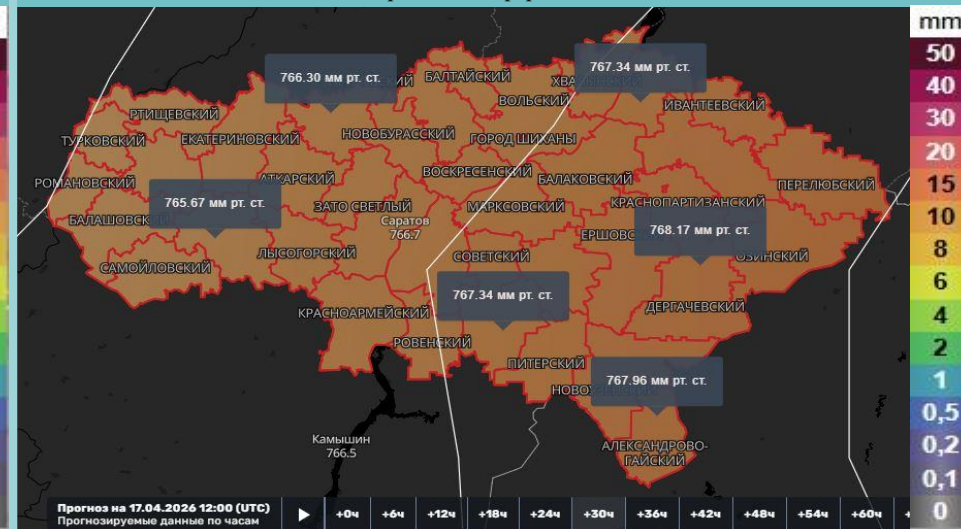 mm
50
40
30
20
15
10
8
6
4
2
1
0,5
0,2
0,1
0
766.30 мм рт. ст.
767.34 мм рт. ст.
БАЛТАЙСКИЙ
ВОЛЬСКИЙ
ИВАНТЕЕВСКИЙ
РТИЩЕВСКИЙ
ТУРКОВСКИЙ
ЕКАТЕРИНОВСКИЙ
НОВОБУРАССКИЙ
ГОРОД ШИХАНЫ
ВОСКРЕСЕНСКИЙ
БАЛАКОВСКИЙ
РОМАНОВСКИЙ
АТКАРСКИЙ
ПЕРЕЛЮБСКИЙ
765.67 мм рт. ст.
ЗАТО СВЕТЛЫЙ
МАРКСОВСКИЙ
КРАСНОПАРТИЗАНСКИЙ
Саратов
766.7
768.17 мм рт. ст.
ЛЫСОГОРСКИЙ
СОВЕТСКИЙ
ОЗИНСКИЙ
САМОЙЛОВСКИЙ
767.34 мм рт. ст.
КРАСНОАРМЕЙСКИЙ
ДЕРГАЧЕВСКИЙ
РОВЕНСКИЙ
ПИТЕРСКИЙ
767.96 мм рт. ст.
Камышин
766.5
АЛЕКСАНДРОВО-
ГАЙСКИЙ
Прогноз на 17.04.2026 12:00 (UTC)
Прогнозируемые данные по часам
+0ч +6ч +12ч +18ч +24ч +30ч +36ч +42ч +48ч +54ч +60ч